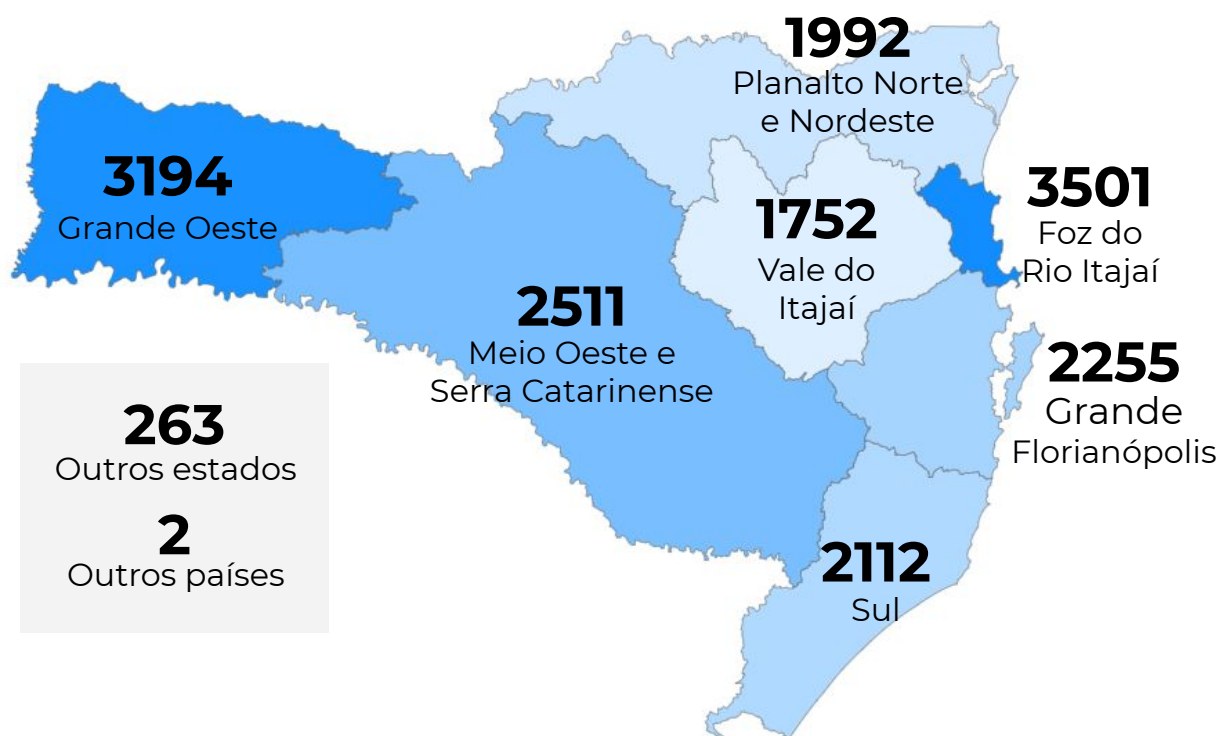 1992
Planalto Norte
e Nordeste
3194
Grande Oeste
3501
Foz do
Rio Itajaí
1752
Vale do
Itajaí
2511
Meio Oeste e
Serra Catarinense
2255
Grande
Florianópolis
263
Outros estados
2
Outros países
2112
Sul